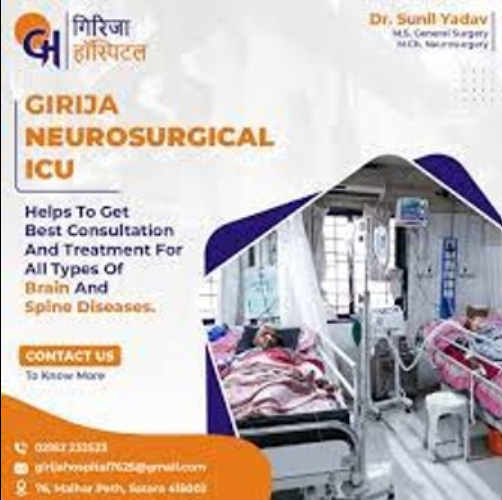 GH
गिरिजा
हॉस्पिटल
Dr. Sunil Yadav
M.S. General Surgery
M.Ch. Neurosurgery
GIRIJA
NEUROSURGICAL
ICU
Helps To Get
Best Consultation
And Treatment For
All Types Of
Brain And
Spine Diseases.
CONTACT US
To Know More
02162 232523
girijahospital7625@gmail.com
76, Malhar Peth, Satara 415002